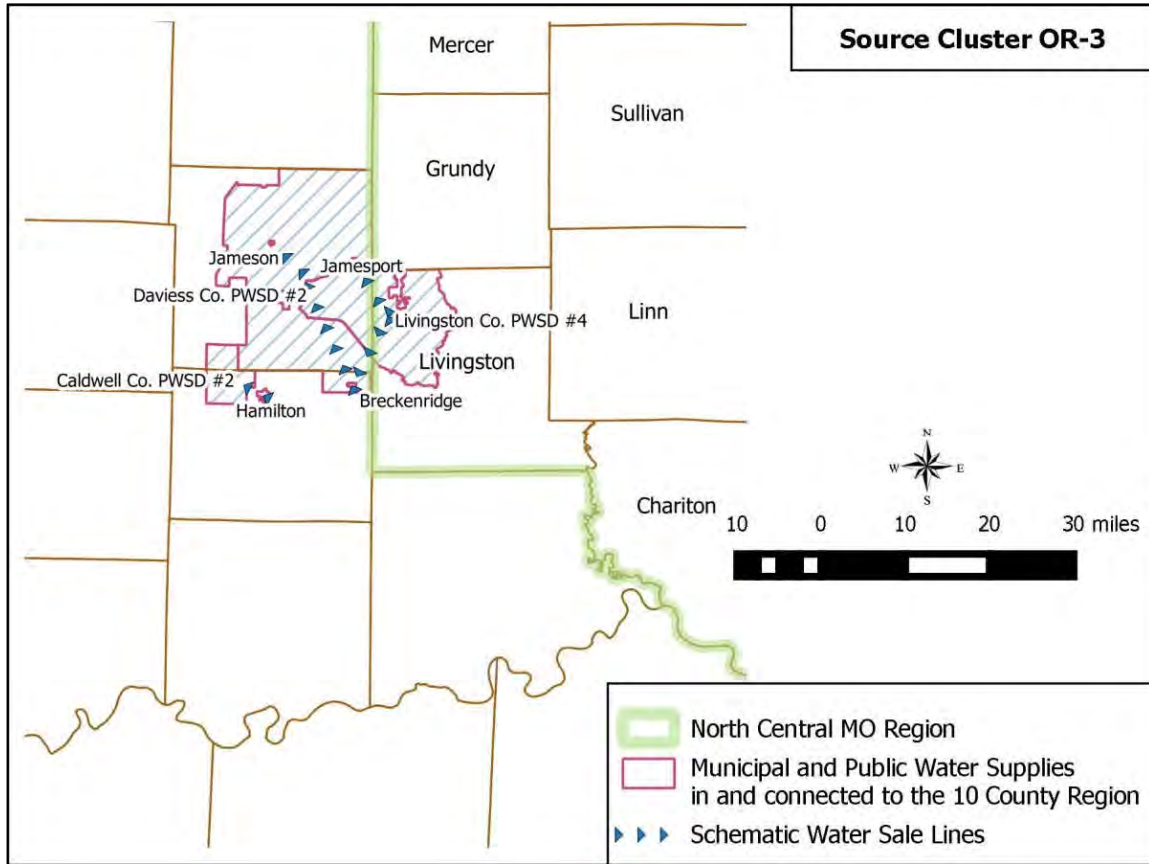 Source Cluster OR-3
Mercer
Sullivan
Grundy
Jameson
Jamesport
Daviess Co. PWSD #2
Livingston Co. PWSD #4
Linn
Livingston
Caldwell Co. PWSD #2
Hamilton
Breckenridge
N
W
E
S
Chariton
10 0 10 20 30 miles
North Central MO Region
Municipal and Public Water Supplies
in and connected to the 10 County Region
Schematic Water Sale Lines